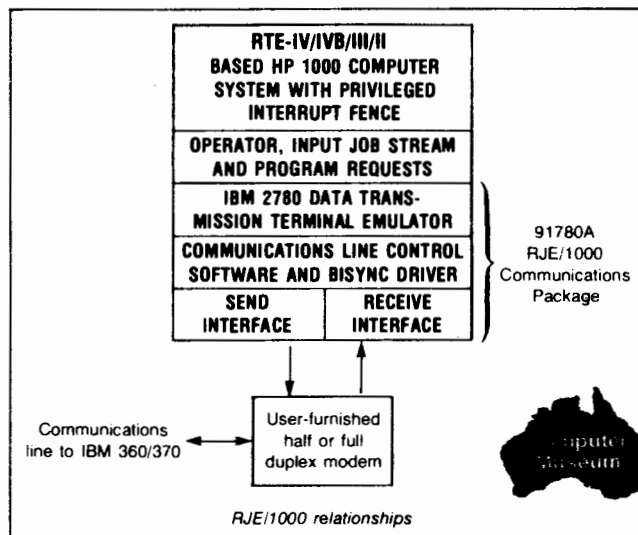 RTE-IV/IVB/III/II
BASED HP 1000 COMPUTER
SYSTEM WITH PRIVILEGED
INTERRUPT FENCE
OPERATOR, INPUT JOB STREAM
AND PROGRAM REQUESTS
IBM 2780 DATA TRANS-
MISSION TERMINAL EMULATOR
COMMUNICATIONS LINE CONTROL
SOFTWARE AND BISYNC DRIVER
SEND
INTERFACE
RECEIVE
INTERFACE
91780A
RJE/1000
Communications
Package
User-furnished
half or full
duplex modem
Communications
line to IBM 360/370
Computer
Museum
RJE/1000 relationships